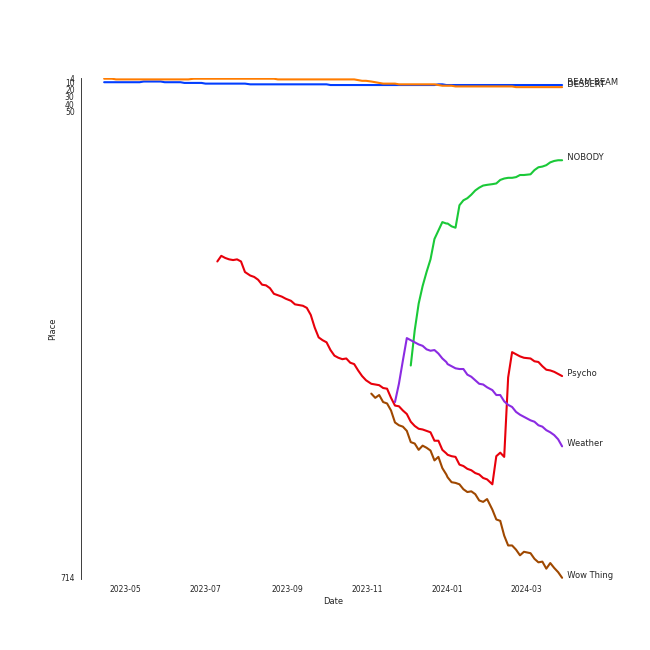 4
10
20
30
40
50
714
Place
BEAM BEAM
DESSERT
NOBODY
Psycho
Weather
Wow Thing
2023-05
2023-07
2023-09
2023-11
2024-01
2024-03
Date